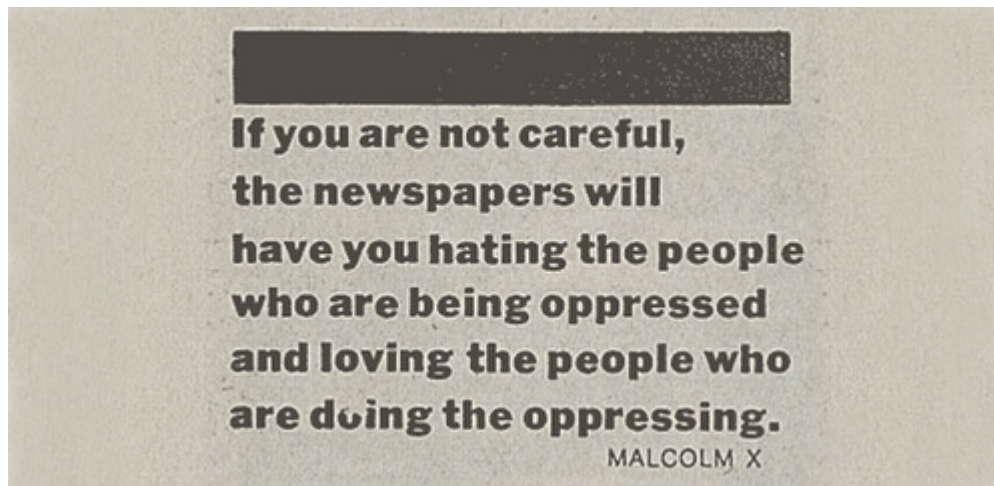 If you are not careful,
the newspapers will
have you hating the people
who are being oppressed
and loving the people who
are doing the oppressing.
MALCOLM X